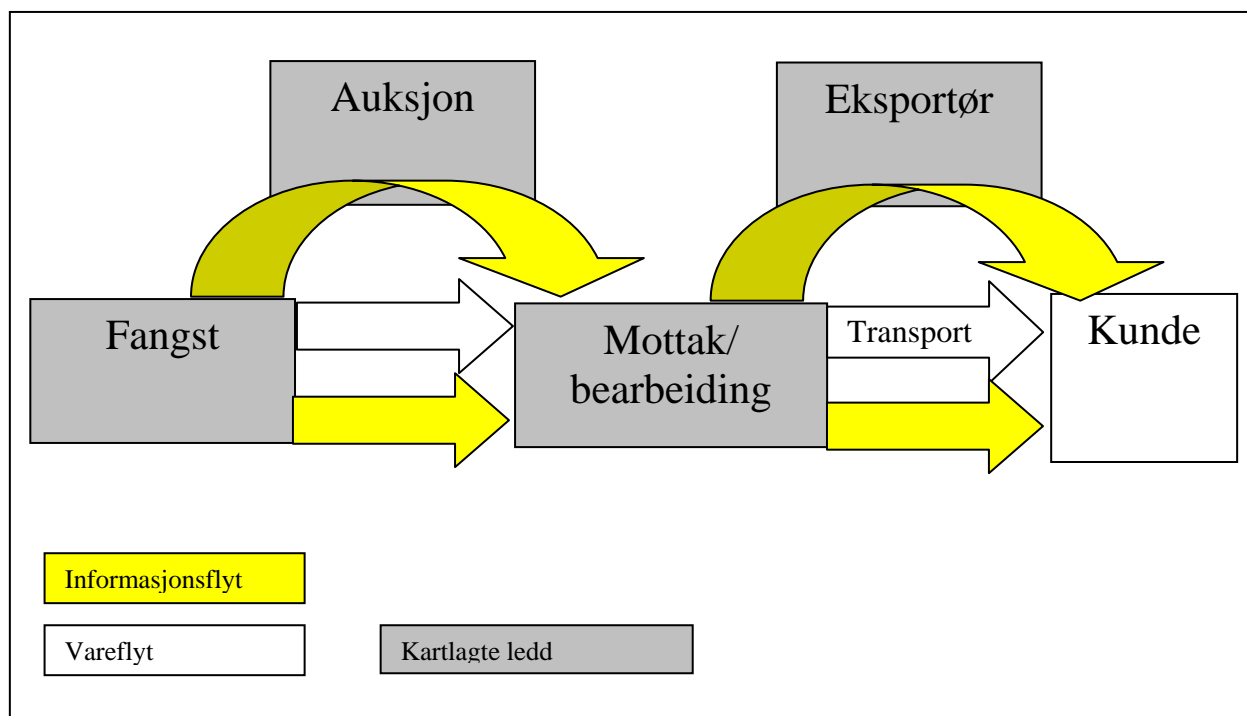 Auksjon
Eksportør
Fangst
Mottak/
bearbeiding
Transport
Kunde
Informasjonsflyt
Vareflyt
Kartlagte ledd